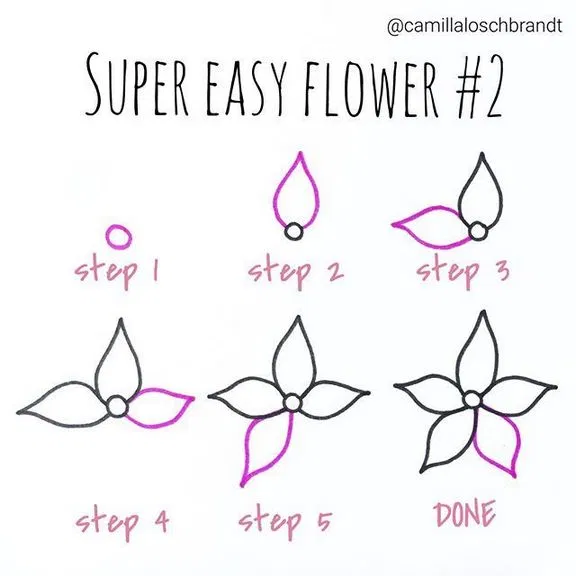 @camillaloschbrandt
SUPER EASY FLOWER #2
step 1 step 2 step 3
step 4 step 5 DONE